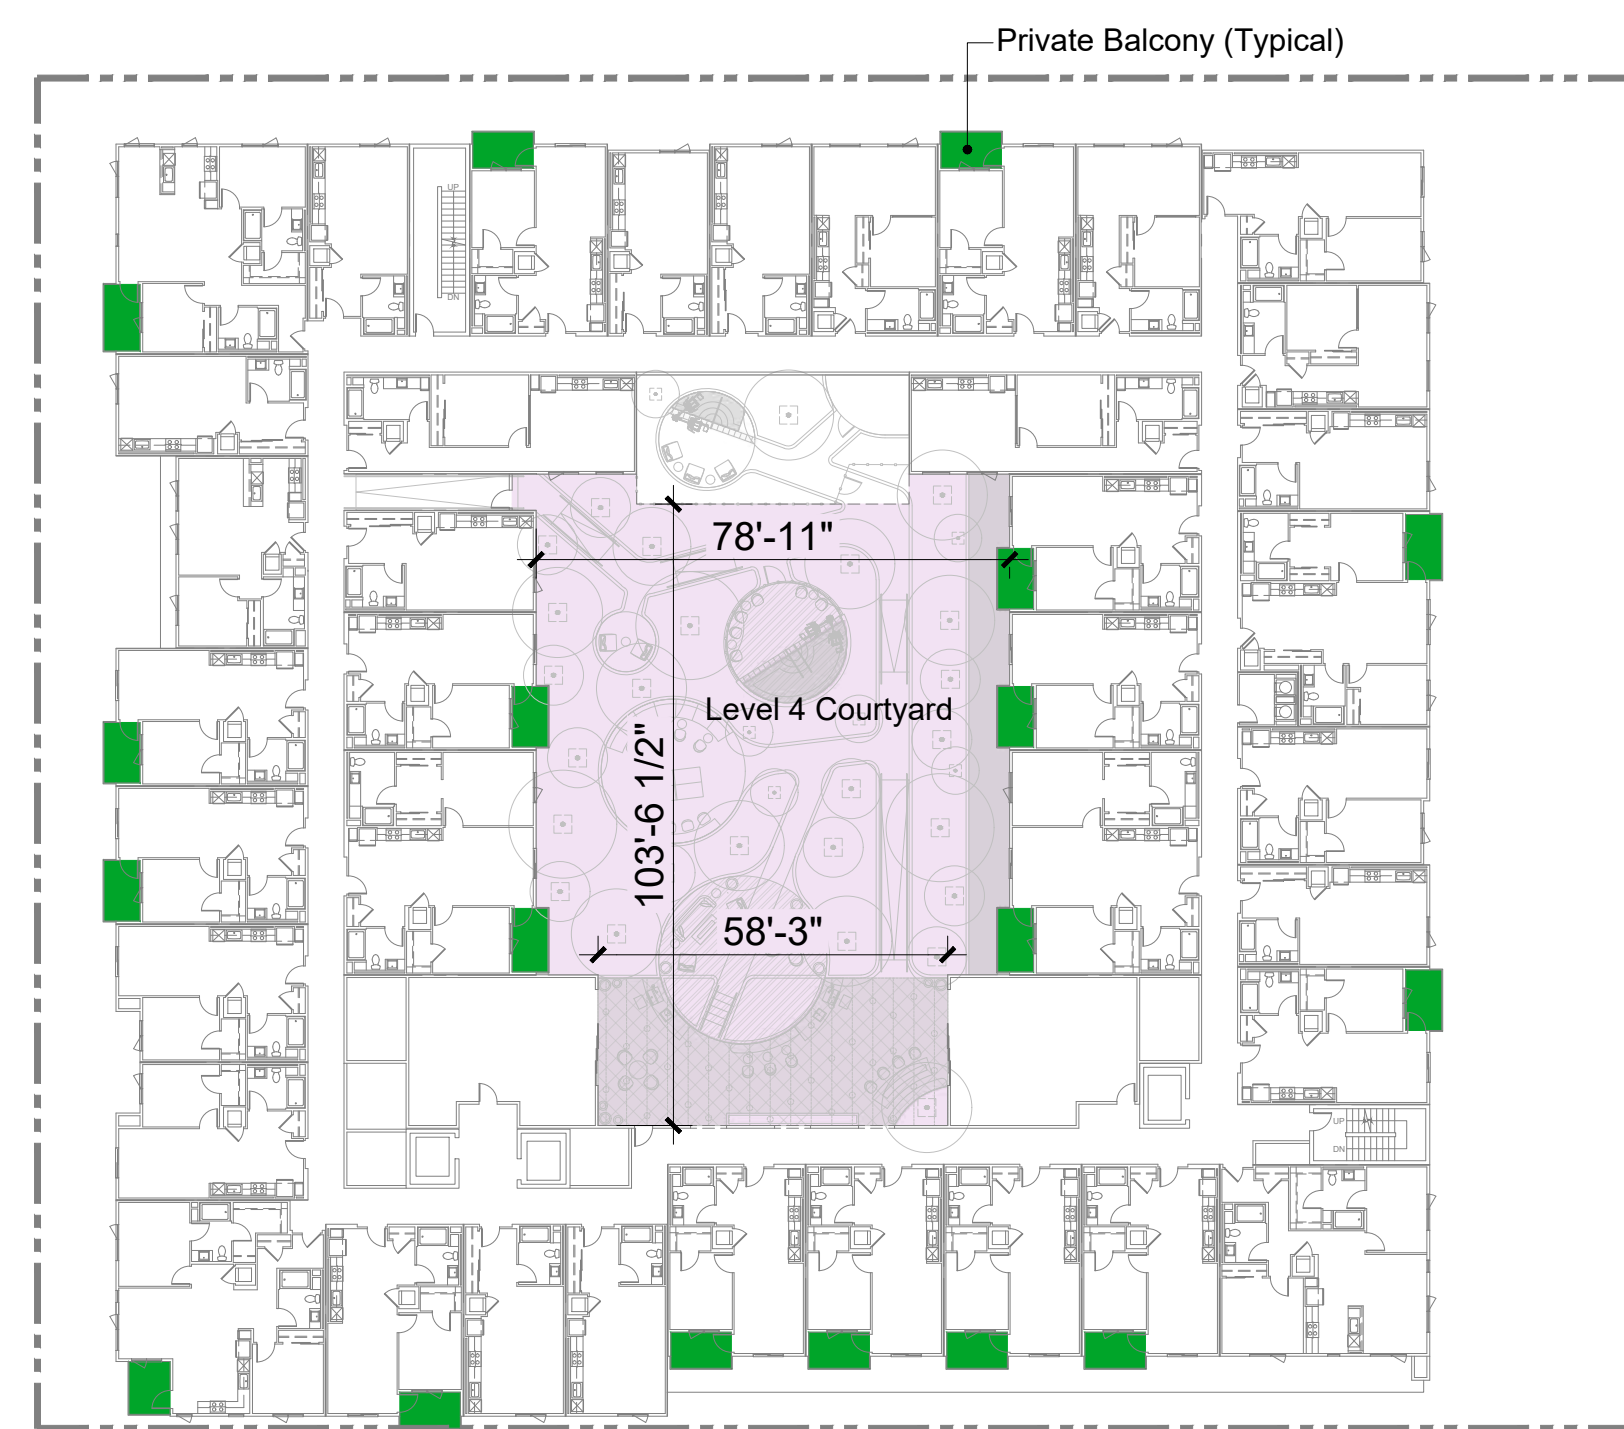 Private Balcony (Typical)
UP
DN
78'-11"
Level 4 Courtyard
103'-6 1/2"
58'-3"
UP
DN